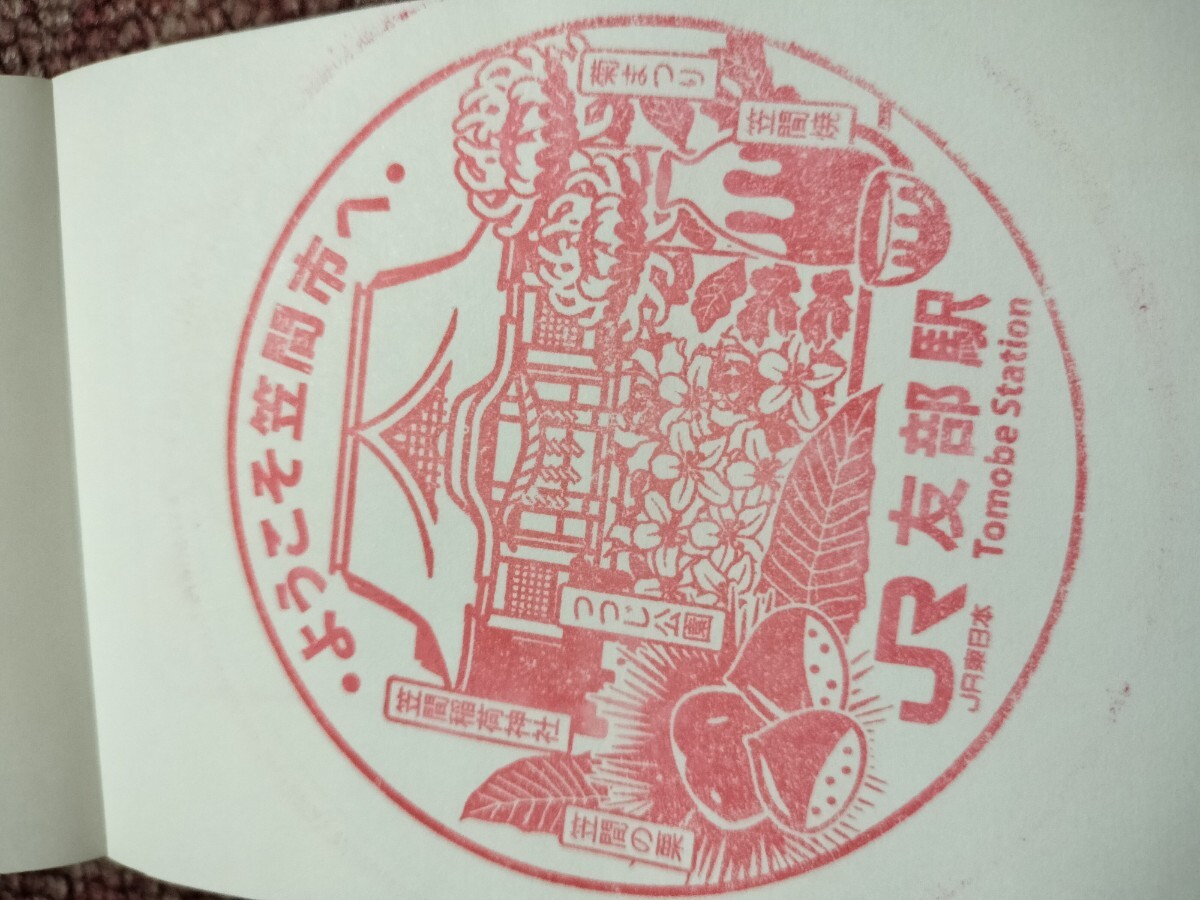 ・ようこそ笠間市へ・
菊まつり
笠間焼
つつじ公園
笠間稲荷神社
笠間の栗
JR友部駅
Tomobe Station
JR東日本